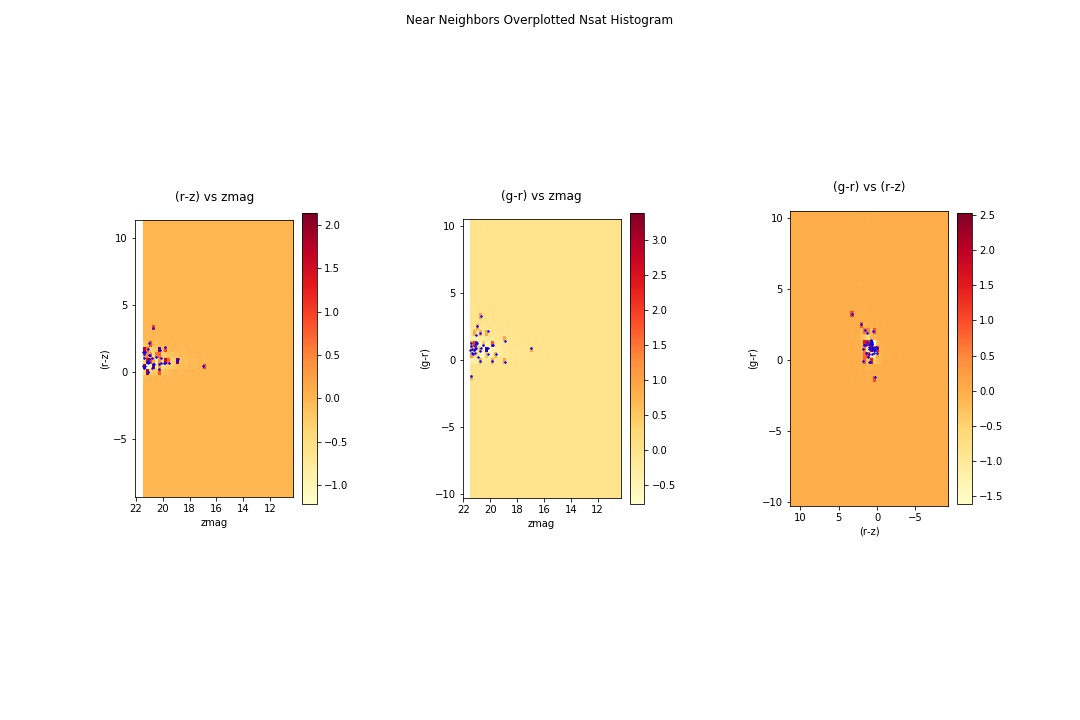 Near Neighbors Overplotted Nsat Histogram
(r-z) vs zmag
10
5
0
−5
(r-z)
22 20 18 16 14 12
zmag
2.0
1.5
1.0
0.5
0.0
−0.5
−1.0
(g-r) vs zmag
10
5
0
−5
−10
(g-r)
22 20 18 16 14 12
zmag
3.0
2.5
2.0
1.5
1.0
0.5
0.0
−0.5
(g-r) vs (r-z)
10
5
0
−5
−10
(g-r)
10 5 0 −5
(r-z)
2.5
2.0
1.5
1.0
0.5
0.0
−0.5
−1.0
−1.5